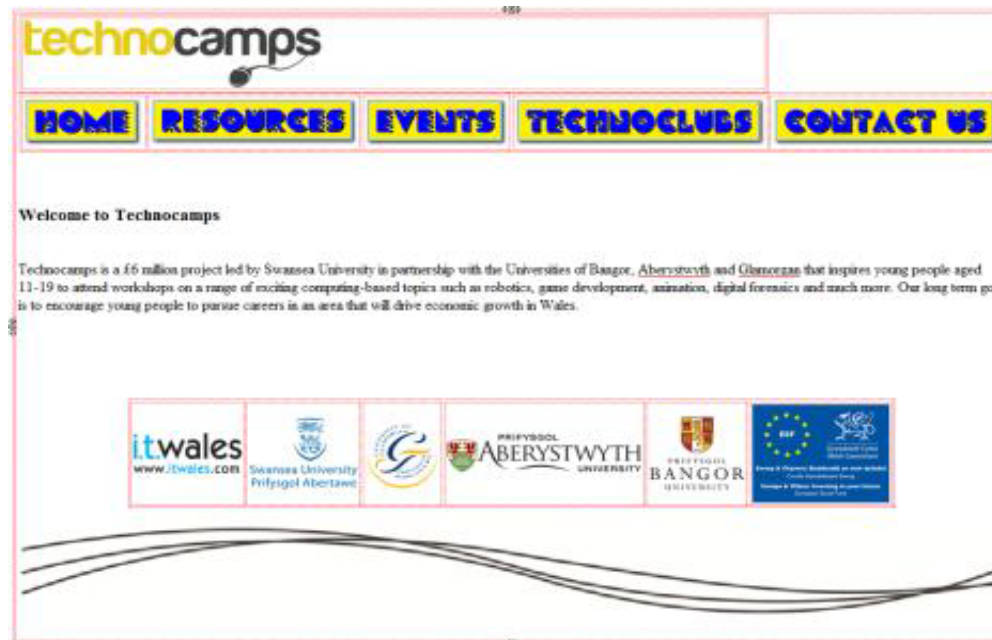 technocamps
HOME RESOURCES EVENTS TECHNOCLUBS CONTACT US
Welcome to Technocamps
Technocamps is a £6 million project led by Swansea University in partnership with the Universities of Bangor, Aberystwyth and Glamorgan that inspires young people aged
11-19 to attend workshops on a range of exciting computing-based topics such as robotics, game development, animation, digital forensics and much more. Our long term go
is to encourage young people to pursue careers in an area that will drive economic growth in Wales.
i.t.wales
www.itwales.com
Swansea University
Prifysgol Abertawe
PRIFYSGOL
ABERYSTWYTH
UNIVERSITY
PRIFYSGOL
BANGOR
UNIVERSITY
ESF